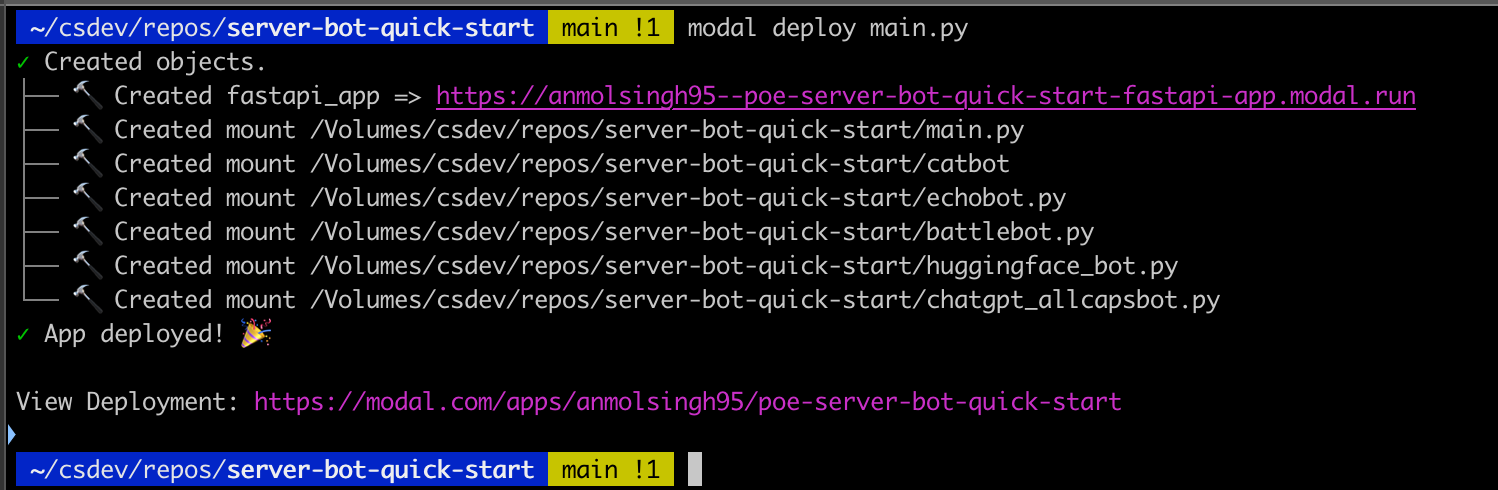 ~/csdev/repos/server-bot-quick-start main !1 modal deploy main.py
✓ Created objects.
├── 🔨 Created fastapi_app => https://anmolsingh95--poe-server-bot-quick-start-fastapi-app.modal.run
├── 🔨 Created mount /Volumes/csdev/repos/server-bot-quick-start/main.py
├── 🔨 Created mount /Volumes/csdev/repos/server-bot-quick-start/catbot
├── 🔨 Created mount /Volumes/csdev/repos/server-bot-quick-start/echobot.py
├── 🔨 Created mount /Volumes/csdev/repos/server-bot-quick-start/battlebot.py
├── 🔨 Created mount /Volumes/csdev/repos/server-bot-quick-start/huggingface_bot.py
└── 🔨 Created mount /Volumes/csdev/repos/server-bot-quick-start/chatgpt_allcapsbot.py
✓ App deployed! 🎉
View Deployment: https://modal.com/apps/anmolsingh95/poe-server-bot-quick-start
~/csdev/repos/server-bot-quick-start main !1